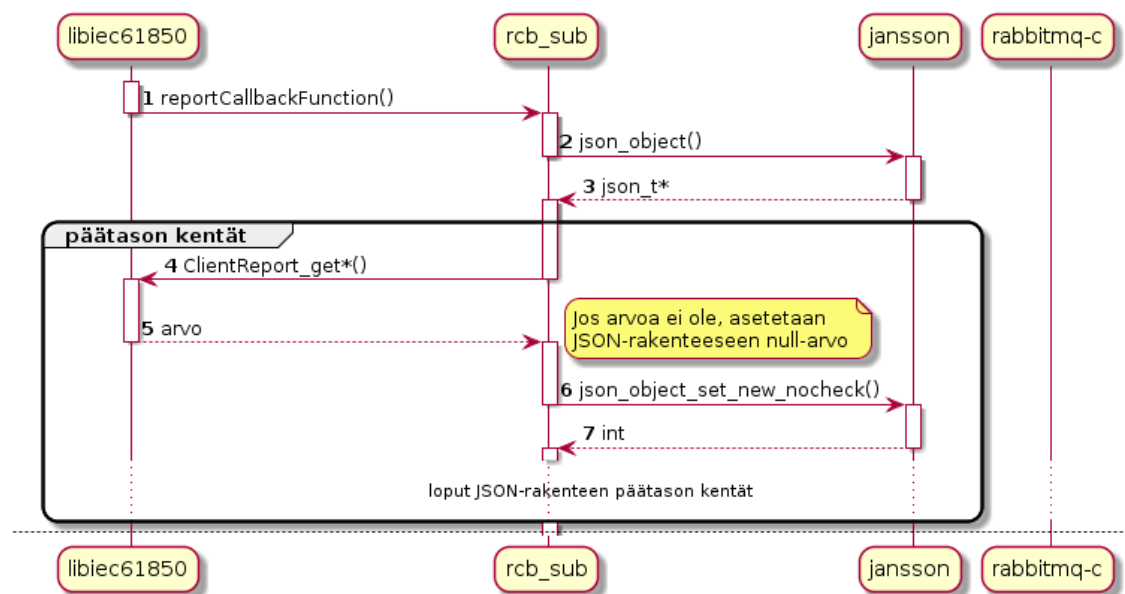 libiec61850 rcb_sub jansson rabbitmq-c
1 reportCallbackFunction()
2 json_object()
3 json_t*
päätason kentät
4 ClientReport_get*()
Jos arvoa ei ole, asetetaan
5 arvo
JSON-rakenteeseen null-arvo
6 json_object_set_new_nocheck()
7 int
loput JSON-rakenteen päätason kentät
libiec61850 rcb_sub jansson rabbitmq-c